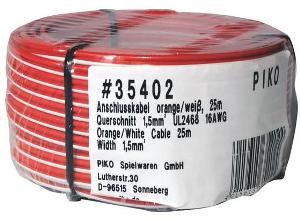 #35402
PIKO
Anschlusskabel orange/weiß, 25m
Querschnitt 1,5mm² UL2468 16AWG
Orange/White Cable 25m
Width 1,5mm²
PIKO Spielwaren GmbH
Lutherstr.30
D-96515 Sonneberg